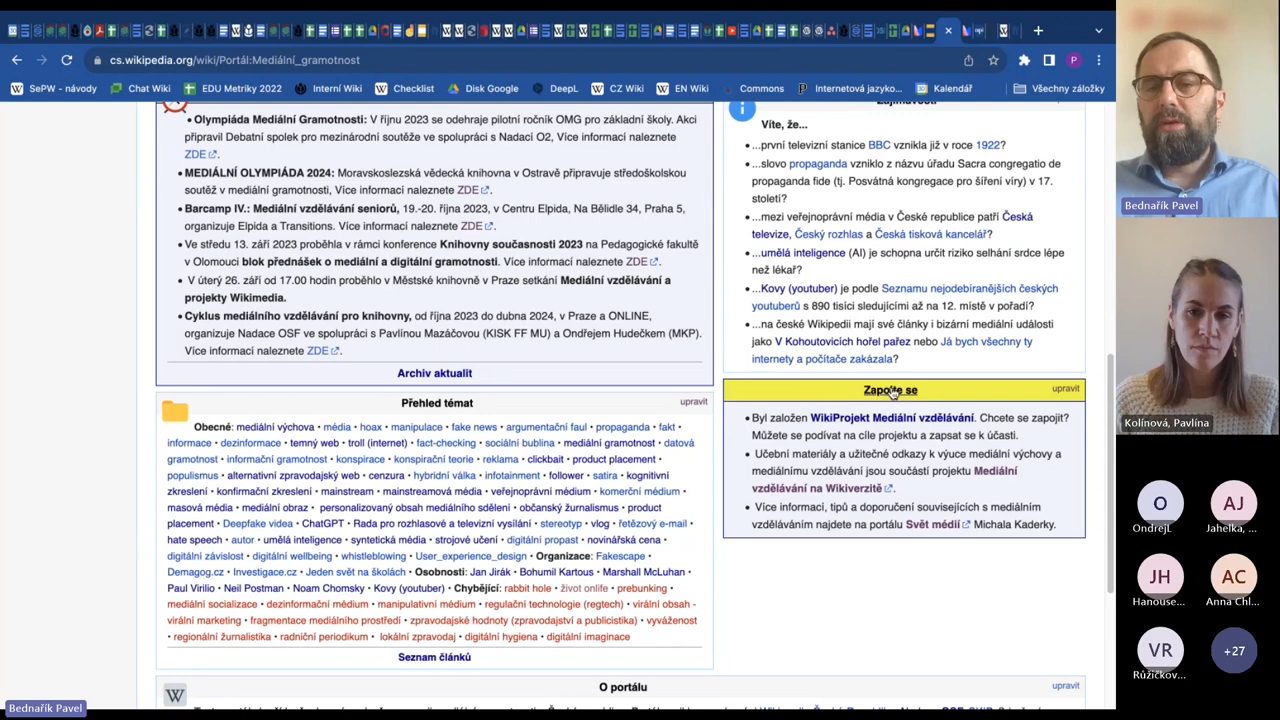 cs.wikipedia.org/wiki/Portál:Mediální_gramotnost
P
SePW - návody
Chat Wiki
EDU Metriky 2022
Interní Wiki
Checklist
Disk Google
DeepL
CZ Wiki
EN Wiki
Commons
Internetová jazyko...
Kalendář
Všechny záložky
• Olympiáda Mediální Gramotnosti: V říjnu 2023 se odehraje pilotní ročník OMG pro základní školy. Akci
připravil Debatní spolek pro mezinárodní soutěže ve spolupráci s Nadací O2, Více informací naleznete
ZDE.
• MEDIÁLNÍ OLYMPIÁDA 2024: Moravskoslezská vědecká knihovna v Ostravě připravuje středoškolskou
soutěž v mediální gramotnosti, Více informací naleznete ZDE.
• Barcamp IV.: Mediální vzdělávání seniorů, 19.-20. října 2023, v Centru Elpida, Na Bělidle 34, Praha 5,
organizuje Elpida a Transitions. Více informací naleznete ZDE.
• Ve středu 13. září 2023 proběhla v rámci konference Knihovny současnosti 2023 na Pedagogické fakultě
v Olomouci blok přednášek o mediální a digitální gramotnosti. Více informací naleznete ZDE.
• V úterý 26. září od 17.00 hodin proběhlo v Městské knihovně v Praze setkání Mediální vzdělávání a
projekty Wikimedia.
• Cyklus mediálního vzdělávání pro knihovny, od října 2023 do dubna 2024, v Praze a ONLINE,
organizuje Nadace OSF ve spolupráci s Pavlínou Mazáčovou (KISK FF MU) a Ondřejem Hudečkem (MKP).
Více informací naleznete ZDE.
Archiv aktualit
Přehled témat
upravit
Obecné: mediální výchova • média • hoax • manipulace • fake news • argumentační faul • propaganda • fakt •
informace • dezinformace • temný web • troll (internet) • fact-checking • sociální bublina • mediální gramotnost • datová
gramotnost • informační gramotnost • konspirace • konspirační teorie • reklama • clickbait • product placement •
populismus • alternativní zpravodajský web • cenzura • hybridní válka • infotainment • follower • satira • kognitivní
zkreslení • konfirmační zkreslení • mainstream • mainstreamová média • veřejnoprávní médium • komerční médium •
masová média • mediální obraz • personalizovaný obsah mediálního sdělení • občanský žurnalismus • product
placement • Deepfake videa • ChatGPT • Rada pro rozhlasové a televizní vysílání • stereotyp • vlog • řetězový e-mail •
hate speech • autor • umělá inteligence • syntetická média • strojové učení • digitální propast • novinářská cena •
digitální závislost • digitální wellbeing • whistleblowing • User_experience_design • Organizace: Fakescape •
Demagog.cz • Investigace.cz • Jeden svět na školách • Osobnosti: Jan Jirák • Bohumil Kartous • Marshall McLuhan •
Paul Virilio • Neil Postman • Noam Chomsky • Kovy (youtuber) • Chybějící: rabbit hole • život onlife • prebunking •
mediální socializace • dezinformační médium • manipulativní médium • regulační technologie (regtech) • virální obsah -
virální marketing • fragmentace mediálního prostředí • zpravodajské hodnoty (zpravodajství a publicistika) • vyváženost
• regionální žurnalistika • radniční periodikum • lokální zpravodaj • digitální hygiena • digitální imaginace
Seznam článků
Víte, že...
• ...první televizní stanice BBC vznikla již v roce 1922?
• ...slovo propaganda vzniklo z názvu úřadu Sacra congregatio de
propaganda fide (tj. Posvátná kongregace pro šíření víry) v 17.
století?
• ...mezi veřejnoprávní média v České republice patří Česká
televize, Český rozhlas a Česká tisková kancelář?
• ...umělá inteligence (AI) je schopna určit riziko selhání srdce lépe
než lékař?
• ...Kovy (youtuber) je podle Seznamu nejodebíranějších českých
youtuberů s 890 tisíci sledujícími až na 12. místě v pořadí?
• ...na české Wikipedii mají své články i bizární mediální události
jako V Kohoutovicích hořel pařez nebo Já bych všechny ty
internety a počítače zakázala?
Zapojte se
upravit
• Byl založen WikiProjekt Mediální vzdělávání. Chcete se zapojit?
Můžete se podívat na cíle projektu a zapsat se k účasti.
• Učební materiály a užitečné odkazy k výuce mediální výchovy a
mediálnímu vzdělávání jsou součástí projektu Mediální
vzdělávání na Wikiverzitě.
• Více informací, tipů a doporučení souvisejících s mediálním
vzděláváním najdete na portálu Svět médií Michala Kaderky.
O portálu
upravit
W
Bednařík Pavel
Bednařík Pavel
Kolínová, Pavlína
O
OndrejL
AJ
Jahelka, ...
JH
Hanouse...
AC
Anna Chl...
VR
Růžičkov...
+27